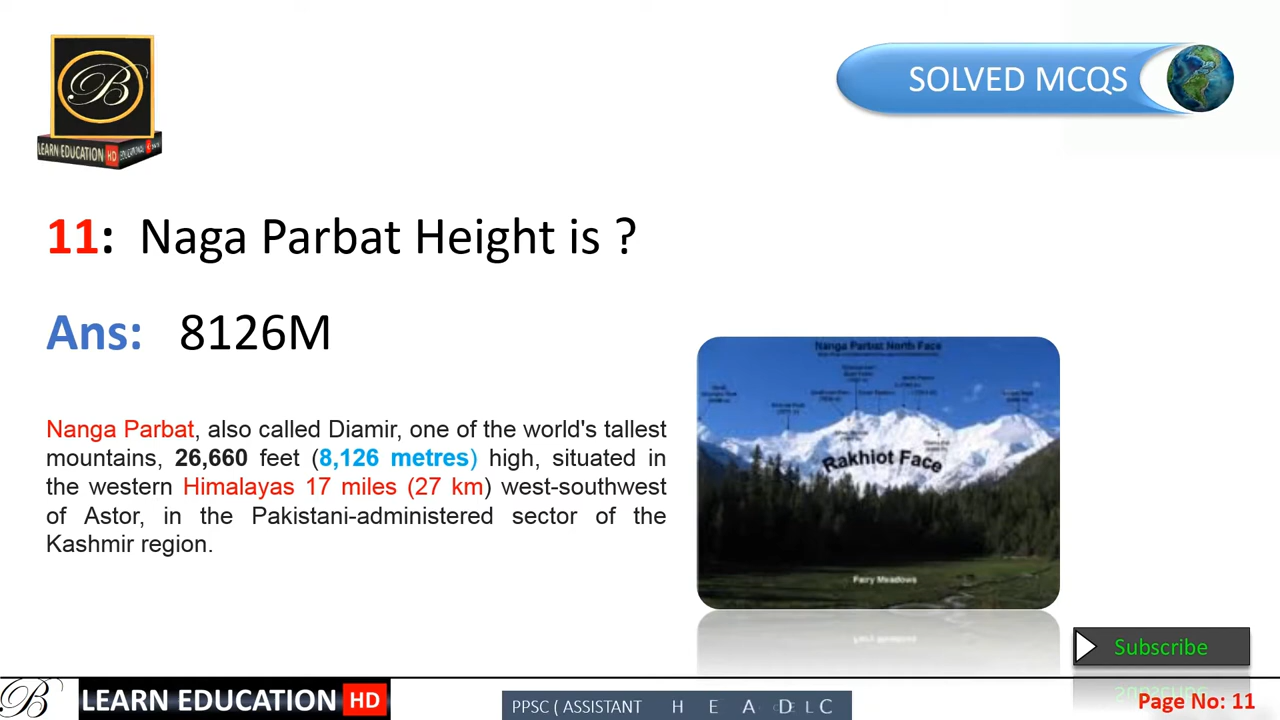 B
LEARN EDUCATION HD
SOLVED MCQS
11: Naga Parbat Height is ?
Ans: 8126M
Nanga Parbat North Face
Rakhiot Face
Fairy Meadows
Nanga Parbat, also called Diamir, one of the world's tallest
mountains, 26,660 feet (8,126 metres) high, situated in
the western Himalayas 17 miles (27 km) west-southwest
of Astor, in the Pakistani-administered sector of the
Kashmir region.
Subscribe
B LEARN EDUCATION HD
PPSC ( ASSISTANT H E A D
Page No: 11